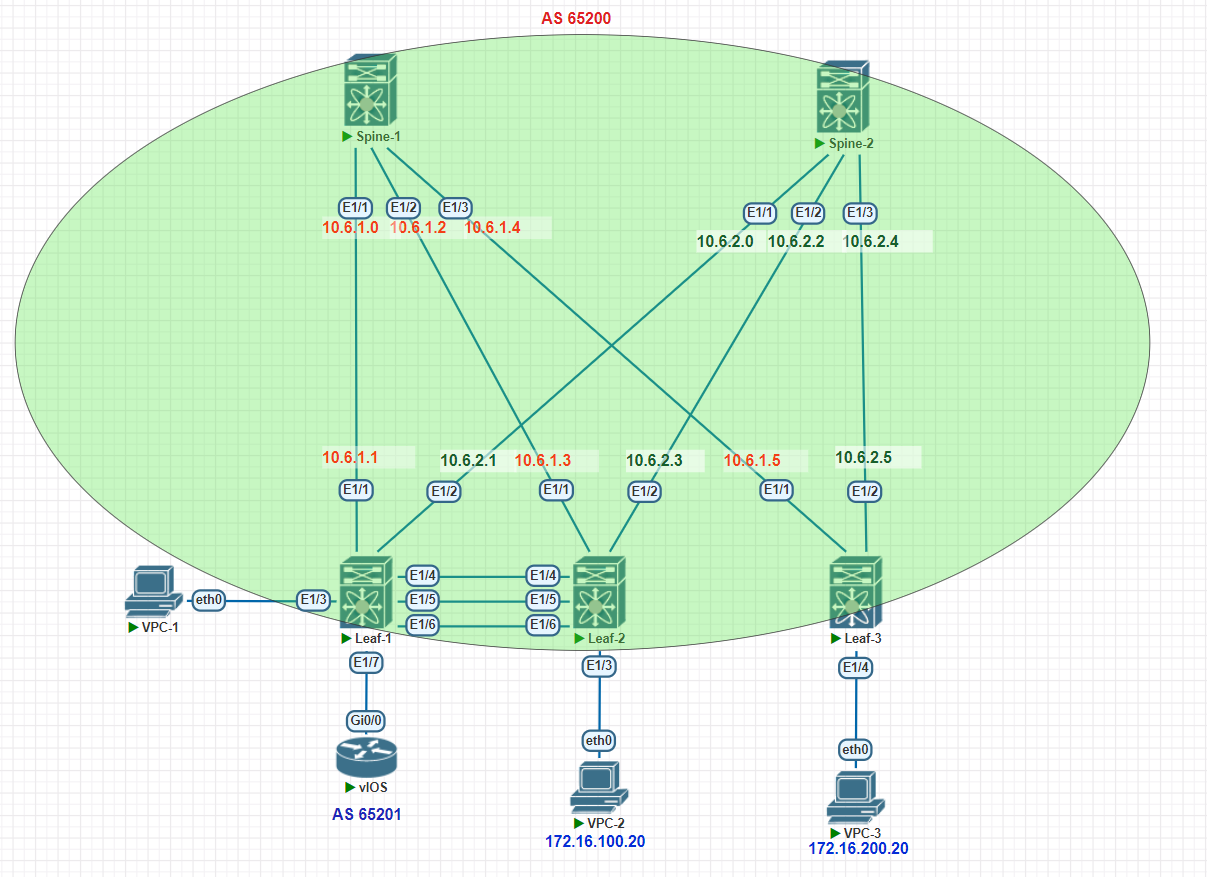 AS 65200
Spine-1
Spine-2
E1/1 E1/2 E1/3
E1/1 E1/2 E1/3
10.6.1.0 10.6.1.2 10.6.1.4
10.6.2.0 10.6.2.2 10.6.2.4
10.6.1.1 10.6.2.1 10.6.1.3 10.6.2.3 10.6.1.5 10.6.2.5
E1/1 E1/2 E1/1 E1/2 E1/1 E1/2
E1/4 E1/4
eth0 E1/3 E1/5 E1/5
E1/6 E1/6
VPC-1
Leaf-1 Leaf-2 Leaf-3
E1/7 E1/3 E1/4
Gi0/0
eth0 eth0
vIOS
AS 65201
VPC-2
VPC-3
172.16.100.20
172.16.200.20